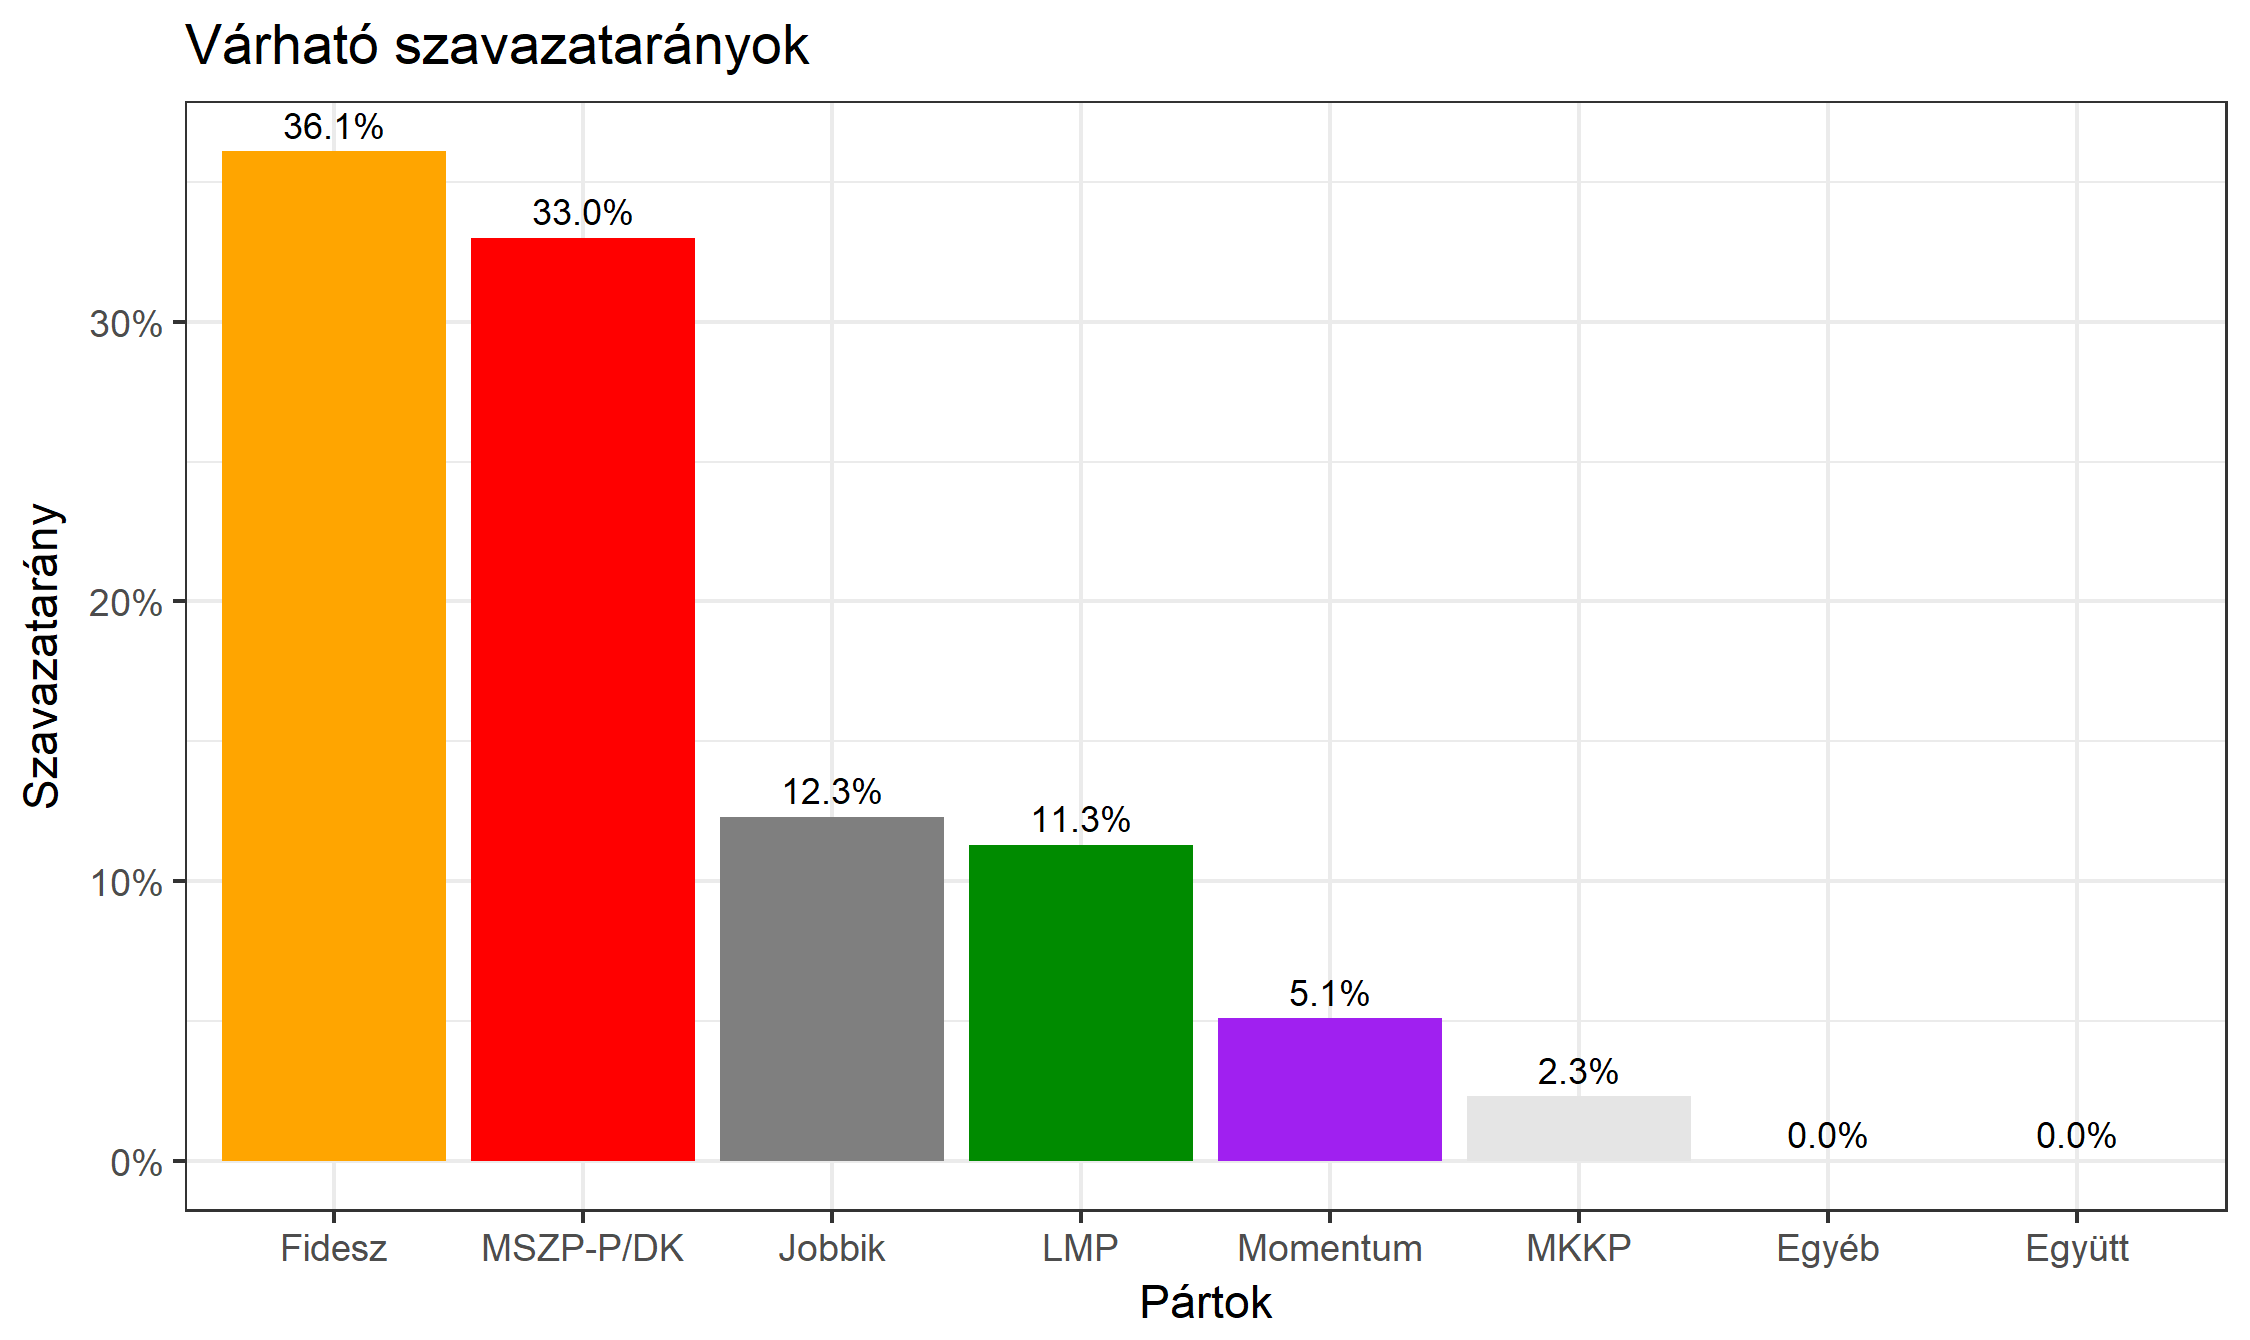 Várható szavazatarányok
36.1%
33.0%
12.3%
11.3%
5.1%
2.3%
0.0%
0.0%
30%
20%
10%
0%
Szavazatarány
Fidesz
MSZP-P/DK
Jobbik
LMP
Momentum
MKKP
Egyéb
Együtt
Pártok